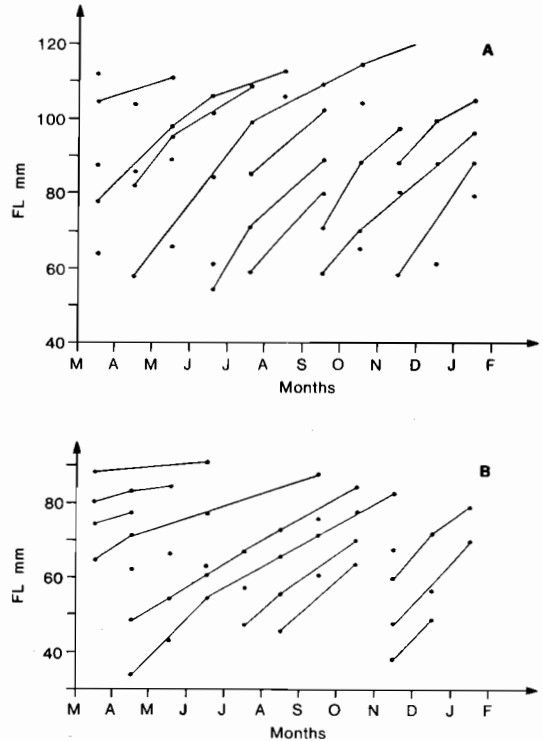 A
120
100
80
60
40
FL mm
M A M J J A S O N D J F
Months
B
80
60
40
FL mm
M A M J J A S O N D J F
Months